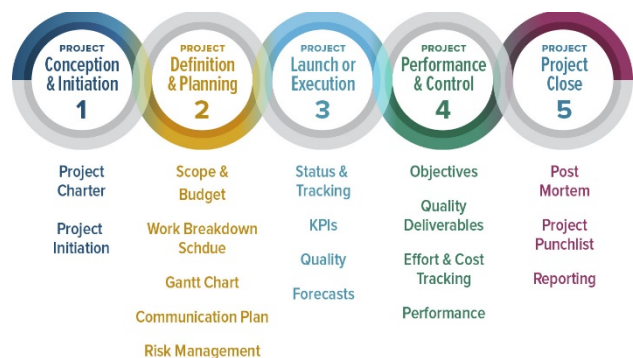 PROJECT
Conception
& Initiation
1
PROJECT
Definition
& Planning
2
PROJECT
Launch or
Execution
3
PROJECT
Performance
& Control
4
PROJECT
Project
Close
5
Project
Charter
Project
Initiation
Scope &
Budget
Work Breakdown
Schdue
Gantt Chart
Communication Plan
Risk Management
Status &
Tracking
KPIs
Quality
Forecasts
Objectives
Quality
Deliverables
Effort & Cost
Tracking
Performance
Post
Mortem
Project
Punchlist
Reporting